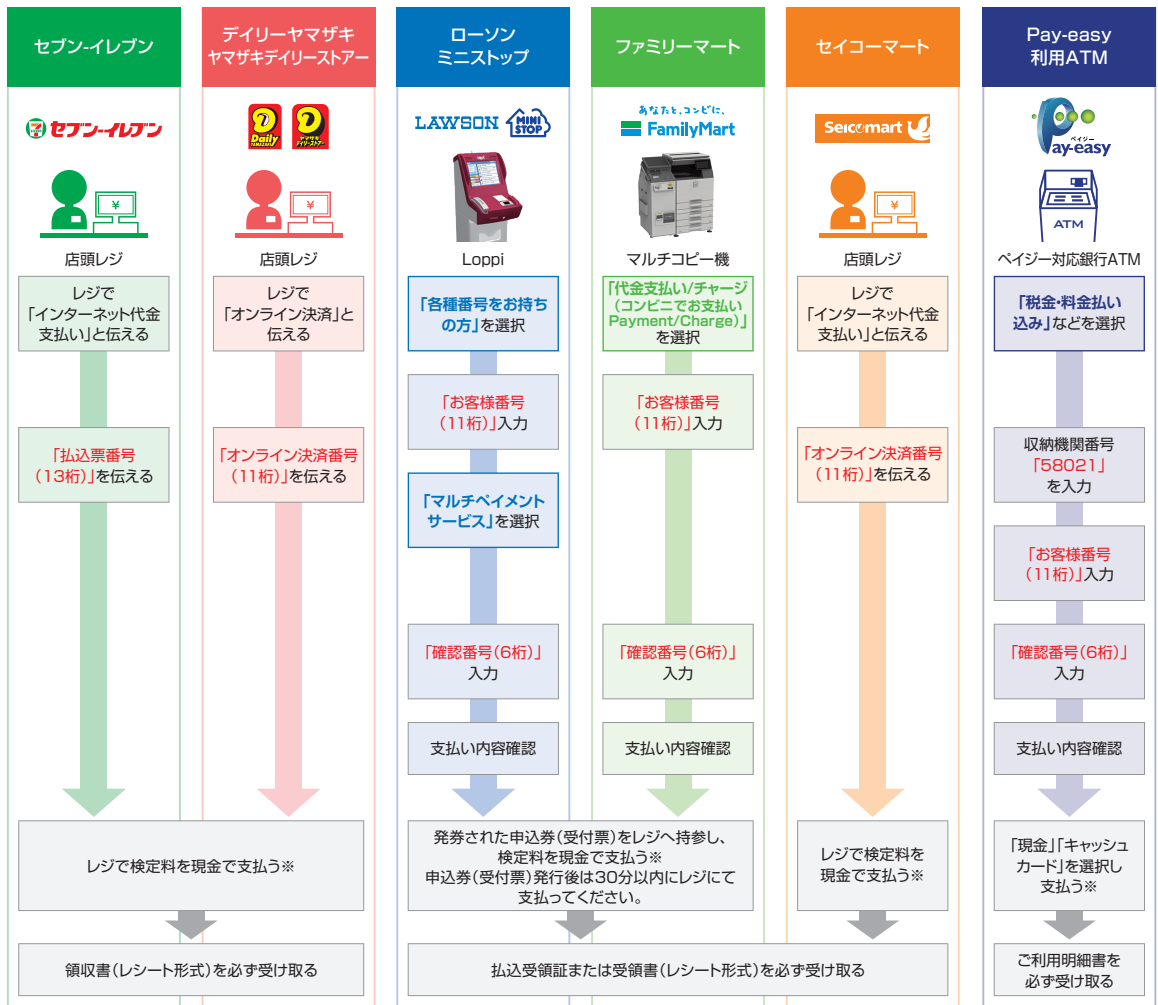 セブン-イレブン
セブン-イレブン
¥
店頭レジ
レジで
「インターネット代金
支払い」と伝える
「払込票番号
(13桁)」を伝える
デイリーヤマザキ
ヤマザキデイリーストアー
Daily
YAMAZAKI
ヤマザキ
デイリーストアー
¥
店頭レジ
レジで
「オンライン決済」と
伝える
「オンライン決済番号
(11桁)」を伝える
レジで検定料を現金で支払う※
領収書(レシート形式)を必ず受け取る
ローソン
ミニストップ
LAWSON
MINI
STOP
Loppi
「各種番号をお持ち
の方」を選択
「お客様番号
(11桁)」入力
「マルチペイメント
サービス」を選択
「確認番号(6桁)」
入力
支払い内容確認
ファミリーマート
あなたと、コンビに、
FamilyMart
マルチコピー機
「代金支払い/チャージ
(コンビニでお支払い
Payment/Charge)」
を選択
「お客様番号
(11桁)」入力
「確認番号(6桁)」
入力
支払い内容確認
発券された申込券(受付票)をレジへ持参し、
検定料を現金で支払う※
申込券(受付票)発行後は30分以内にレジにて
支払ってください。
セイコーマート
Seicomart
¥
店頭レジ
レジで
「インターネット代金
支払い」と伝える
「オンライン決済番号
(11桁)」を伝える
レジで検定料を
現金で支払う※
払込受領証または受領書(レシート形式)を必ず受け取る
Pay-easy
利用ATM
ペイジー
Pay-easy
ATM
ペイジー対応銀行ATM
「税金・料金払い
込み」などを選択
収納機関番号
「58021」
を入力
「お客様番号
(11桁)」入力
「確認番号(6桁)」
入力
支払い内容確認
「現金」「キャッシュ
カード」を選択し
支払う※
ご利用明細書を
必ず受け取る